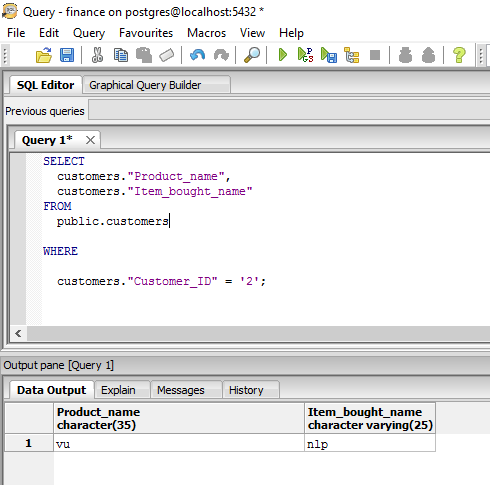 Query - finance on postgres@localhost:5432 *
File Edit Query Favourites Macros View Help
SQL Editor Graphical Query Builder
Previous queries
Query 1*
SELECT
customers."Product_name",
customers."Item_bought_name"
FROM
public.customers
WHERE
customers."Customer_ID" = '2';
Output pane [Query 1]
Data Output Explain Messages History
Product_name Item_bought_name
character(35) character varying(25)
1 vu nlp